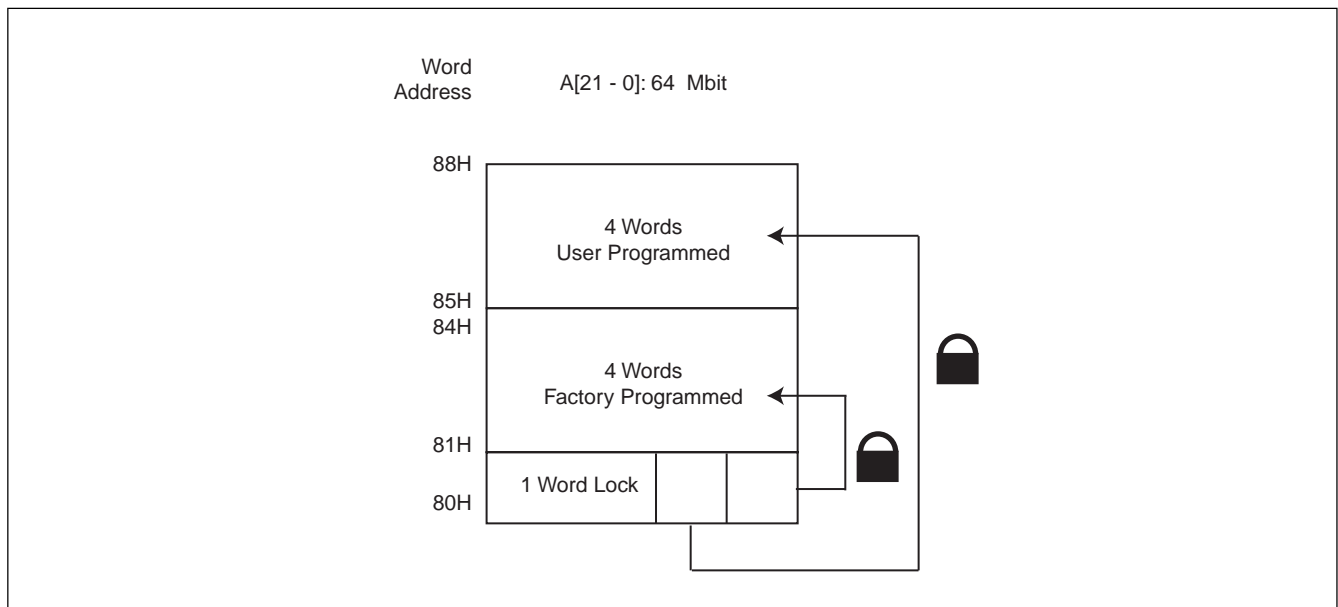 Word
Address
A[21 - 0]: 64 Mbit
88H
4 Words
User Programmed
85H
84H
4 Words
Factory Programmed
81H
1 Word Lock
80H